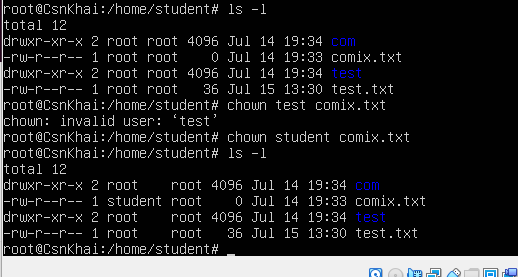 root@CsnKhai:/home/student# ls -l
total 12
drwxr-xr-x 2 root root 4096 Jul 14 19:34 com
-rw-r--r-- 1 root root    0 Jul 14 19:33 comix.txt
drwxr-xr-x 2 root root 4096 Jul 14 19:34 test
-rw-r--r-- 1 root root   36 Jul 15 13:30 test.txt
root@CsnKhai:/home/student# chown test comix.txt
chown: invalid user: ‘test’
root@CsnKhai:/home/student# chown student comix.txt
root@CsnKhai:/home/student# ls -l
total 12
drwxr-xr-x 2 root    root 4096 Jul 14 19:34 com
-rw-r--r-- 1 student root    0 Jul 14 19:33 comix.txt
drwxr-xr-x 2 root    root 4096 Jul 14 19:34 test
-rw-r--r-- 1 root    root   36 Jul 15 13:30 test.txt
root@CsnKhai:/home/student# _